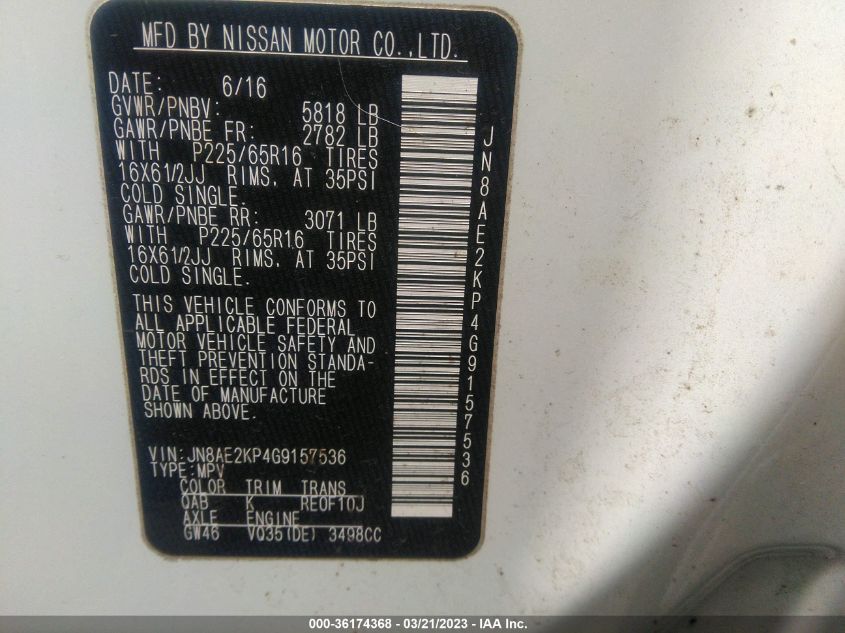 MFD BY NISSAN MOTOR CO.,LTD.
DATE: 6/16
GVWR/PNBV: 5818 LB
GAWR/PNBE FR: 2782 LB
WITH P225/65R16 TIRES
16X61/2JJ RIMS, AT 35PSI
COLD SINGLE.
GAWR/PNBE RR: 3071 LB
WITH P225/65R16 TIRES
16X61/2JJ RIMS, AT 35PSI
COLD SINGLE.
THIS VEHICLE CONFORMS TO
ALL APPLICABLE FEDERAL
MOTOR VEHICLE SAFETY AND
THEFT PREVENTION STANDA-
RDS IN EFFECT ON THE
DATE OF MANUFACTURE
SHOWN ABOVE.
VIN:JN8AE2KP4G9157536
TYPE:MPV
COLOR TRIM TRANS
QAB K RE0F10J
AXLE ENGINE
GW46 VQ35(DE) 3498CC
JN8AE2KP4G9157536
000-36174368 - 03/21/2023 - IAA Inc.